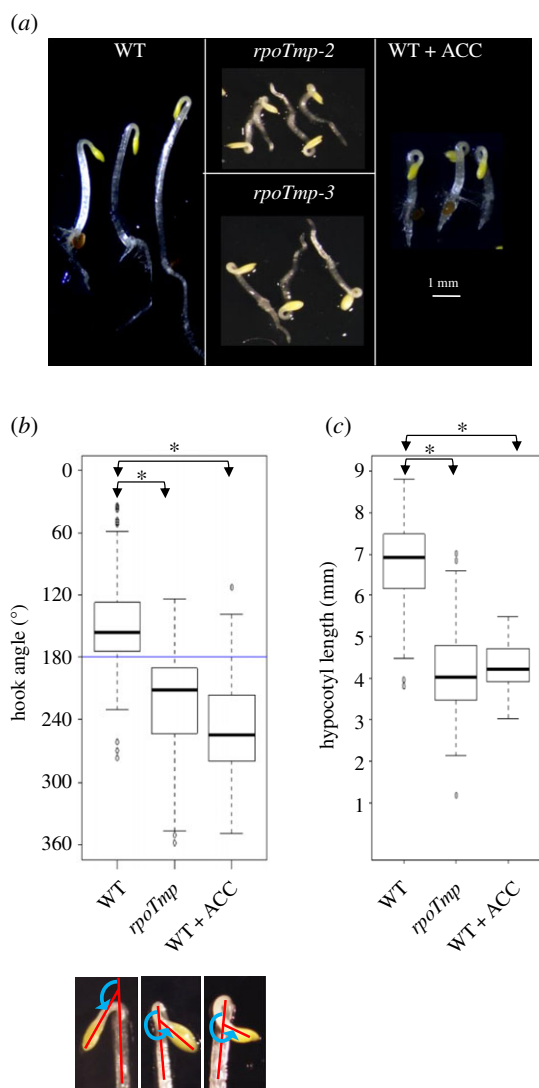 (a)
WT
rpoTmp-2
WT + ACC
rpoTmp-3
1 mm
(b)
(c)
*
*
0
60
120
180
240
300
360
hook angle (°)
WT
rpoTmp
WT + ACC
*
*
9
8
7
6
5
4
3
2
1
hypocotyl length (mm)
WT
rpoTmp
WT + ACC